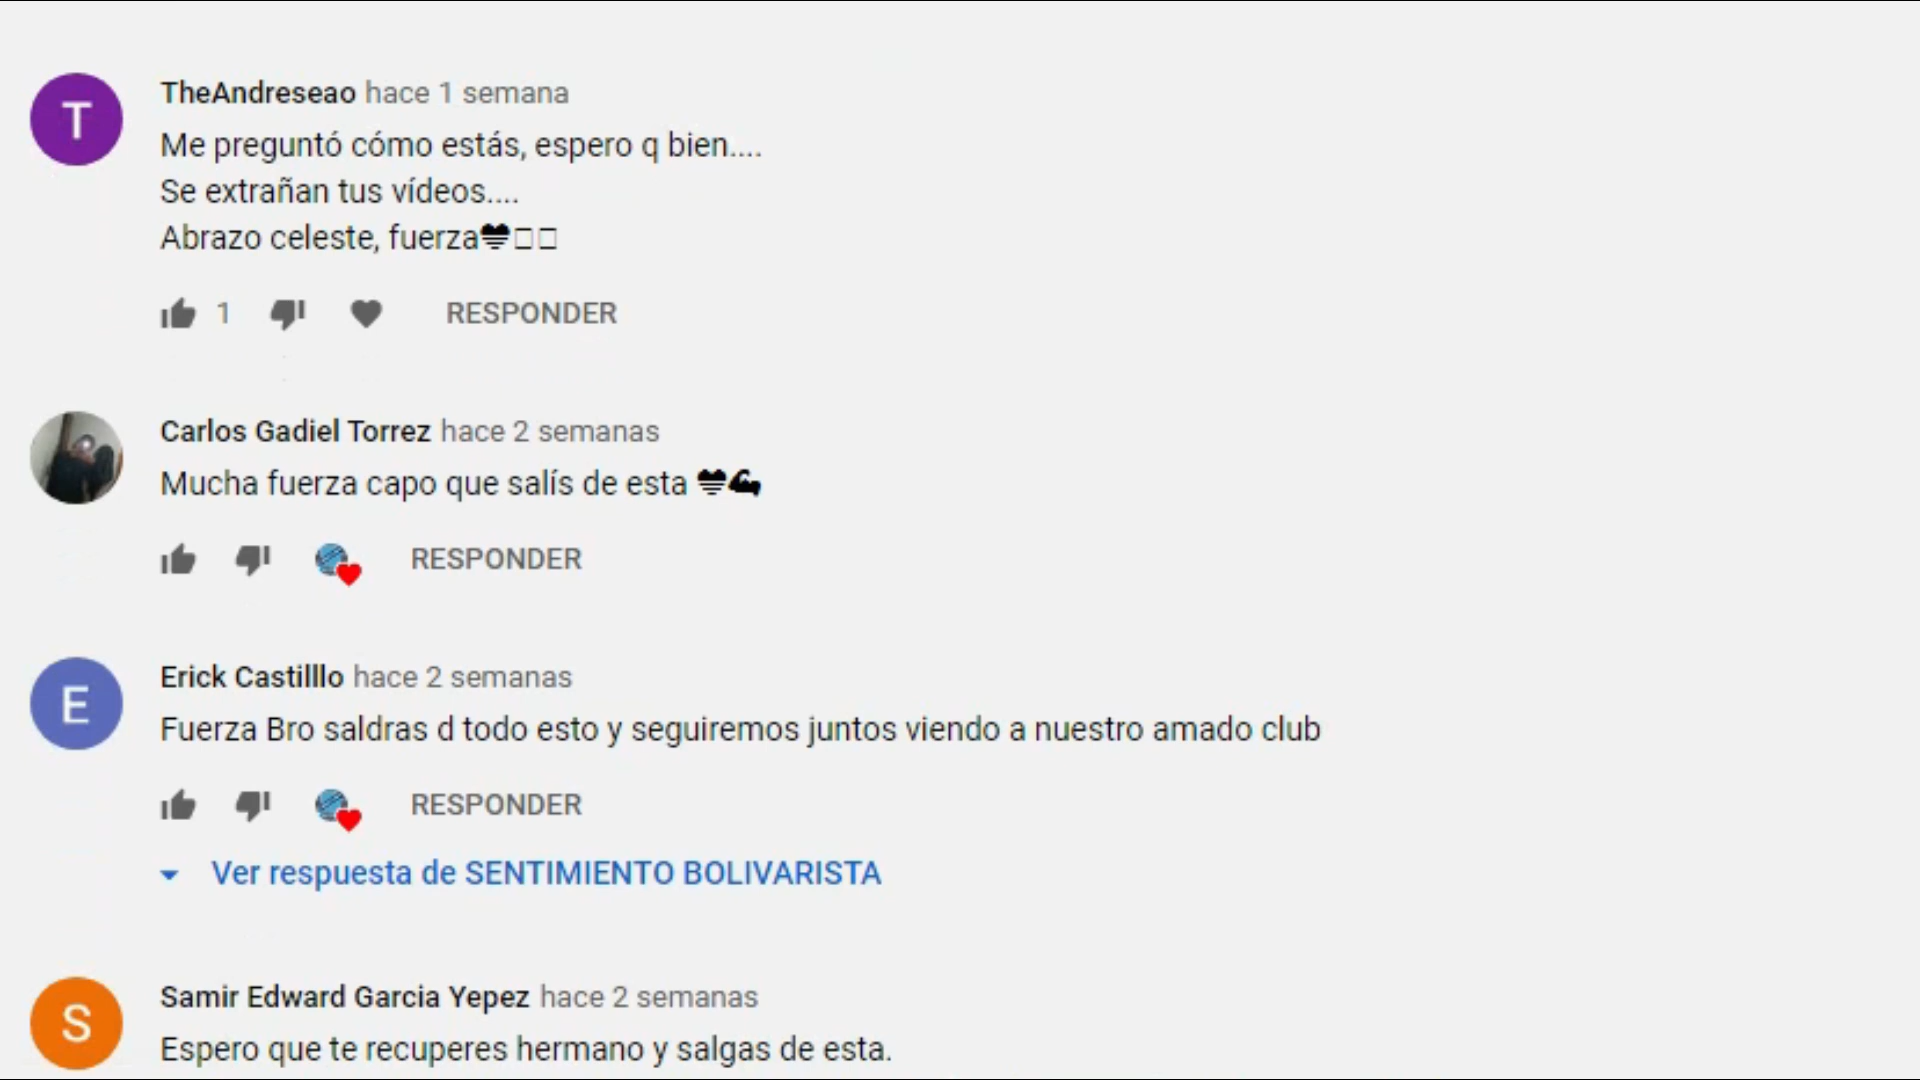 T
TheAndreseao hace 1 semana
Me preguntó cómo estás, espero q bien....
Se extrañan tus vídeos....
Abrazo celeste, fuerza
1 RESPONDER
Carlos Gadiel Torrez hace 2 semanas
Mucha fuerza capo que salís de esta
RESPONDER
E
Erick Castilllo hace 2 semanas
Fuerza Bro saldras d todo esto y seguiremos juntos viendo a nuestro amado club
RESPONDER
Ver respuesta de SENTIMIENTO BOLIVARISTA
S
Samir Edward Garcia Yepez hace 2 semanas
Espero que te recuperes hermano y salgas de esta.